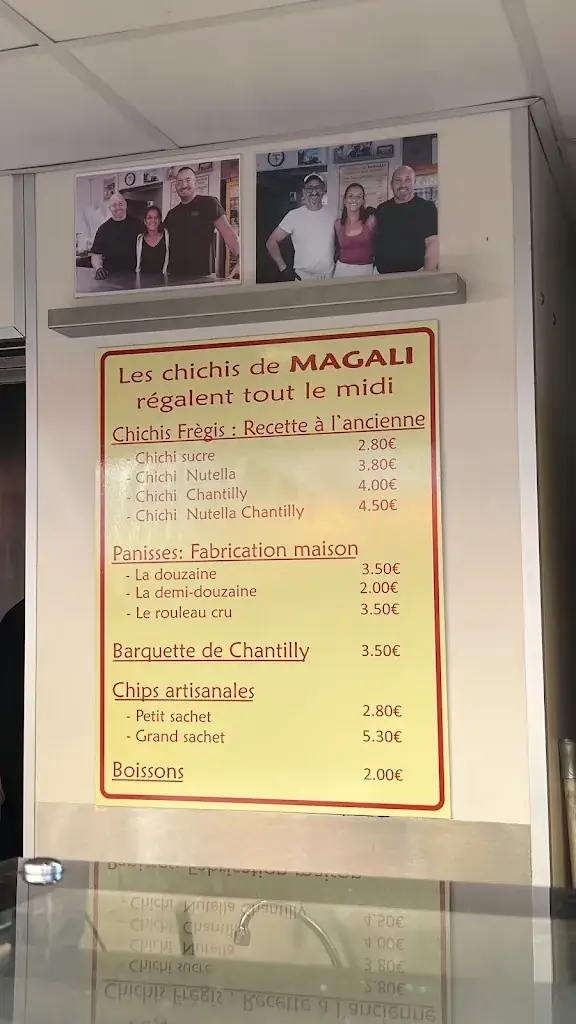 Les chichis de MAGALI
régalent tout le midi
Chichis Frègis : Recette à l'ancienne
- Chichi sucre 2.80€
- Chichi Nutella 3.80€
- Chichi Chantilly 4.00€
- Chichi Nutella Chantilly 4.50€
Panisses: Fabrication maison
- La douzaine 3.50€
- La demi-douzaine 2.00€
- Le rouleau cru 3.50€
Barquette de Chantilly 3.50€
Chips artisanales
- Petit sachet 2.80€
- Grand sachet 5.30€
Boissons 2.00€